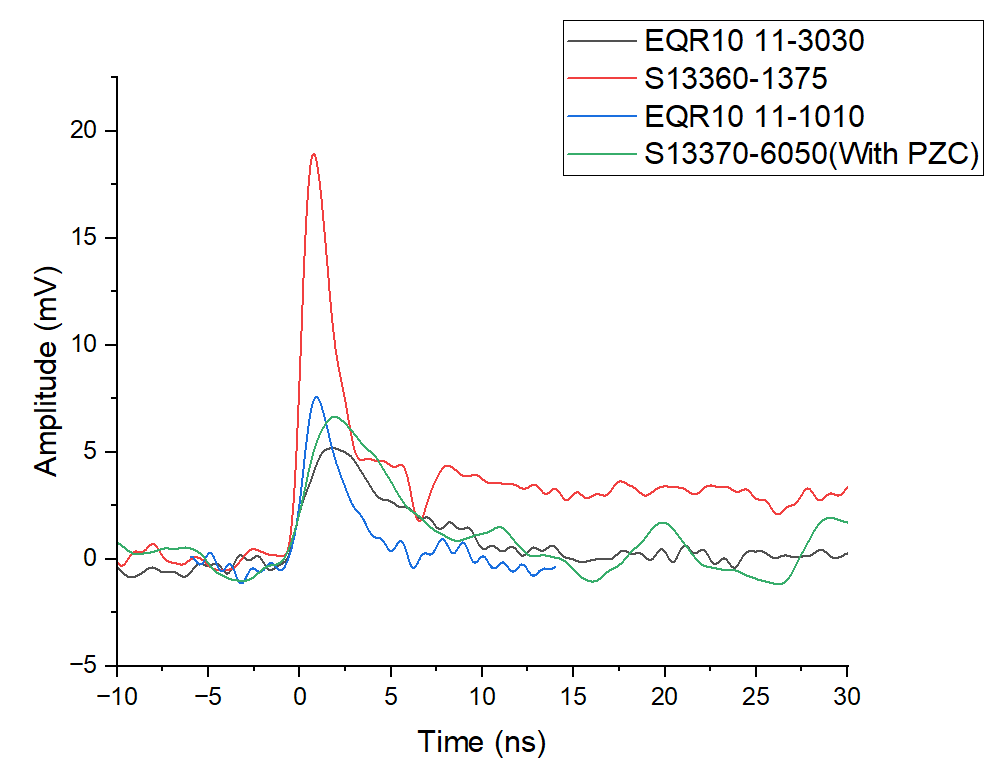 EQR10 11-3030
S13360-1375
EQR10 11-1010
S13370-6050(With PZC)
20
15
10
5
0
−5
Amplitude (mV)
−10 −5 0 5 10 15 20 25 30
Time (ns)